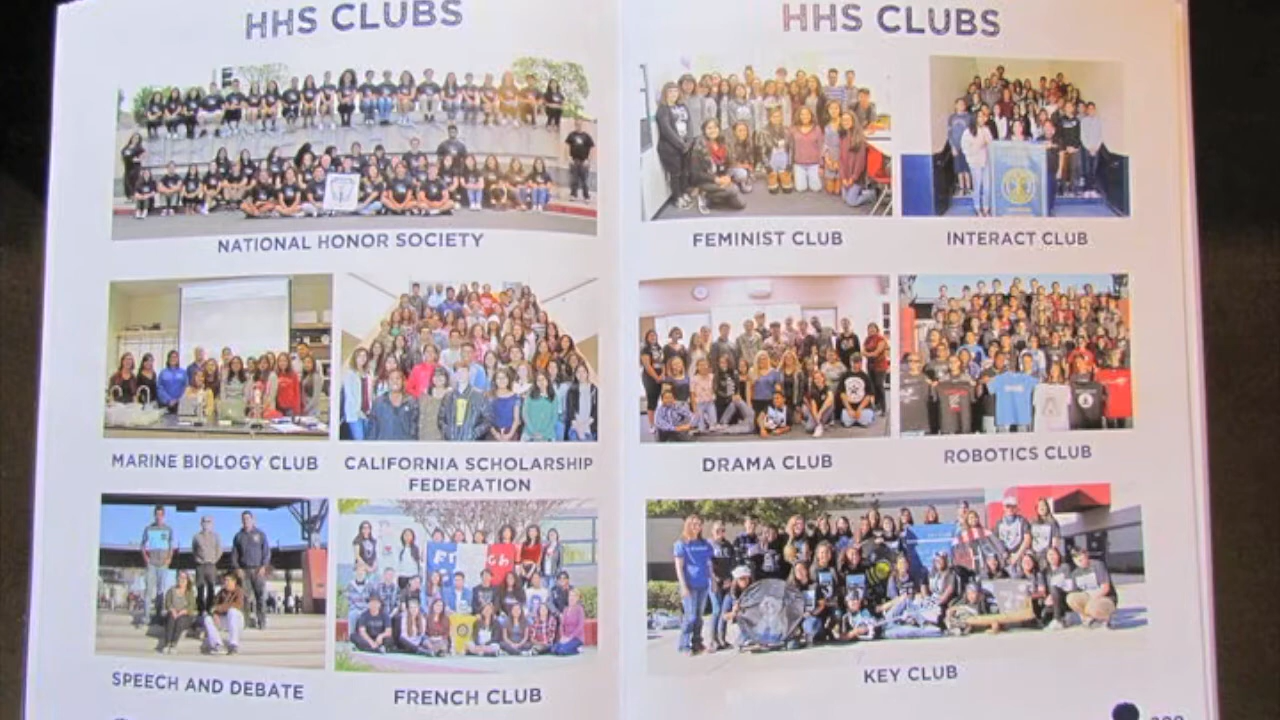 HHS CLUBS
NATIONAL HONOR SOCIETY
MARINE BIOLOGY CLUB
CALIFORNIA SCHOLARSHIP
FEDERATION
SPEECH AND DEBATE
FRENCH CLUB
HHS CLUBS
FEMINIST CLUB
INTERACT CLUB
DRAMA CLUB
ROBOTICS CLUB
KEY CLUB